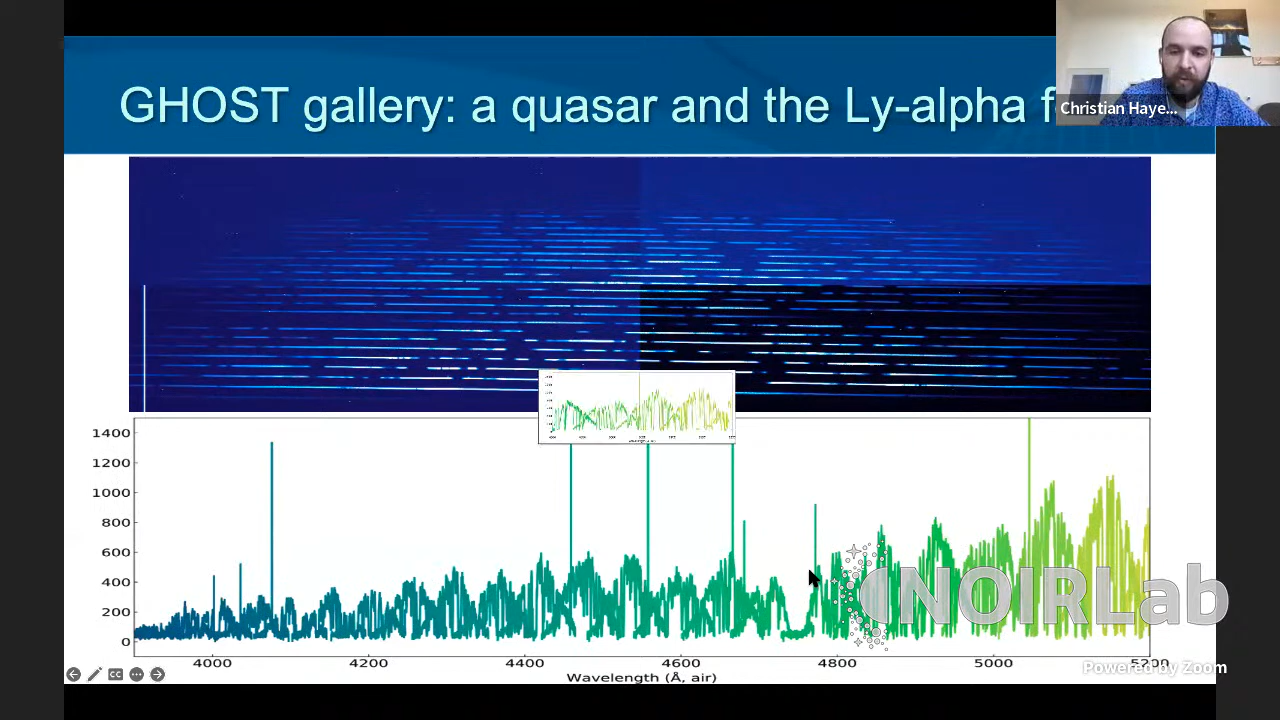 GHOST gallery: a quasar and the Ly-alpha f
Christian Haye...
1400
1200
1000
800
600
400
200
0
4000 4200 4400 4600 4800 5000 5200
Wavelength (Å, air)
NOIRLab
Powered by Zoom
CC